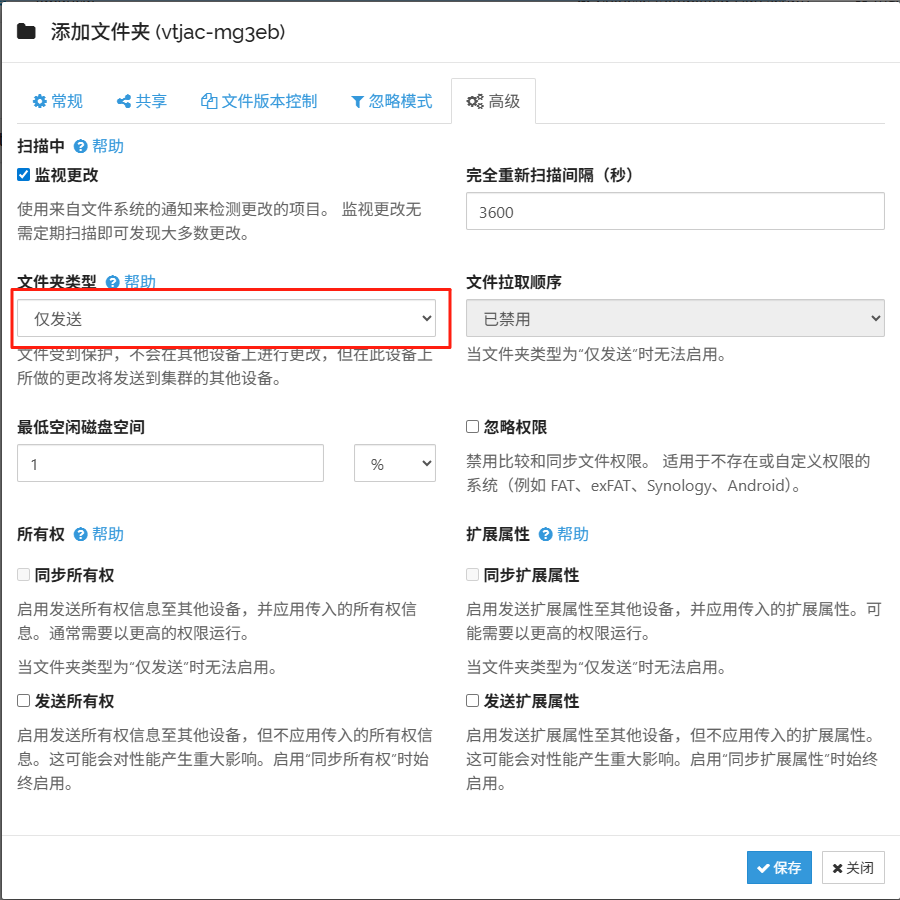 添加文件夹 (vtjac-mg3eb)
常规
共享
文件版本控制
忽略模式
高级
扫描中 帮助
监视更改
使用来自文件系统的通知来检测更改的项目。 监视更改无
需定期扫描即可发现大多数更改。
完全重新扫描间隔（秒）
3600
文件夹类型 帮助
仅发送
文件受到保护，不会在其他设备上进行更改，但在此设备上
所做的更改将发送到集群的其他设备。
文件拉取顺序
已禁用
当文件夹类型为“仅发送”时无法启用。
最低空闲磁盘空间
1
%
忽略权限
禁用比较和同步文件权限。 适用于不存在或自定义权限的
系统（例如 FAT、exFAT、Synology、Android）。
所有权 帮助
同步所有权
启用发送所有权信息至其他设备，并应用传入的所有权信
息。通常需要以更高的权限运行。
当文件夹类型为“仅发送”时无法启用。
发送所有权
启用发送所有权信息至其他设备，但不应用传入的所有权信
息。这可能会对性能产生重大影响。启用“同步所有权”时始
终启用。
扩展属性 帮助
同步扩展属性
启用发送扩展属性至其他设备，并应用传入的扩展属性。可
能需要以更高的权限运行。
当文件夹类型为“仅发送”时无法启用。
发送扩展属性
启用发送扩展属性至其他设备，但不应用传入的扩展属性。
这可能会对性能产生重大影响。启用“同步扩展属性”时始终
启用。
保存
关闭